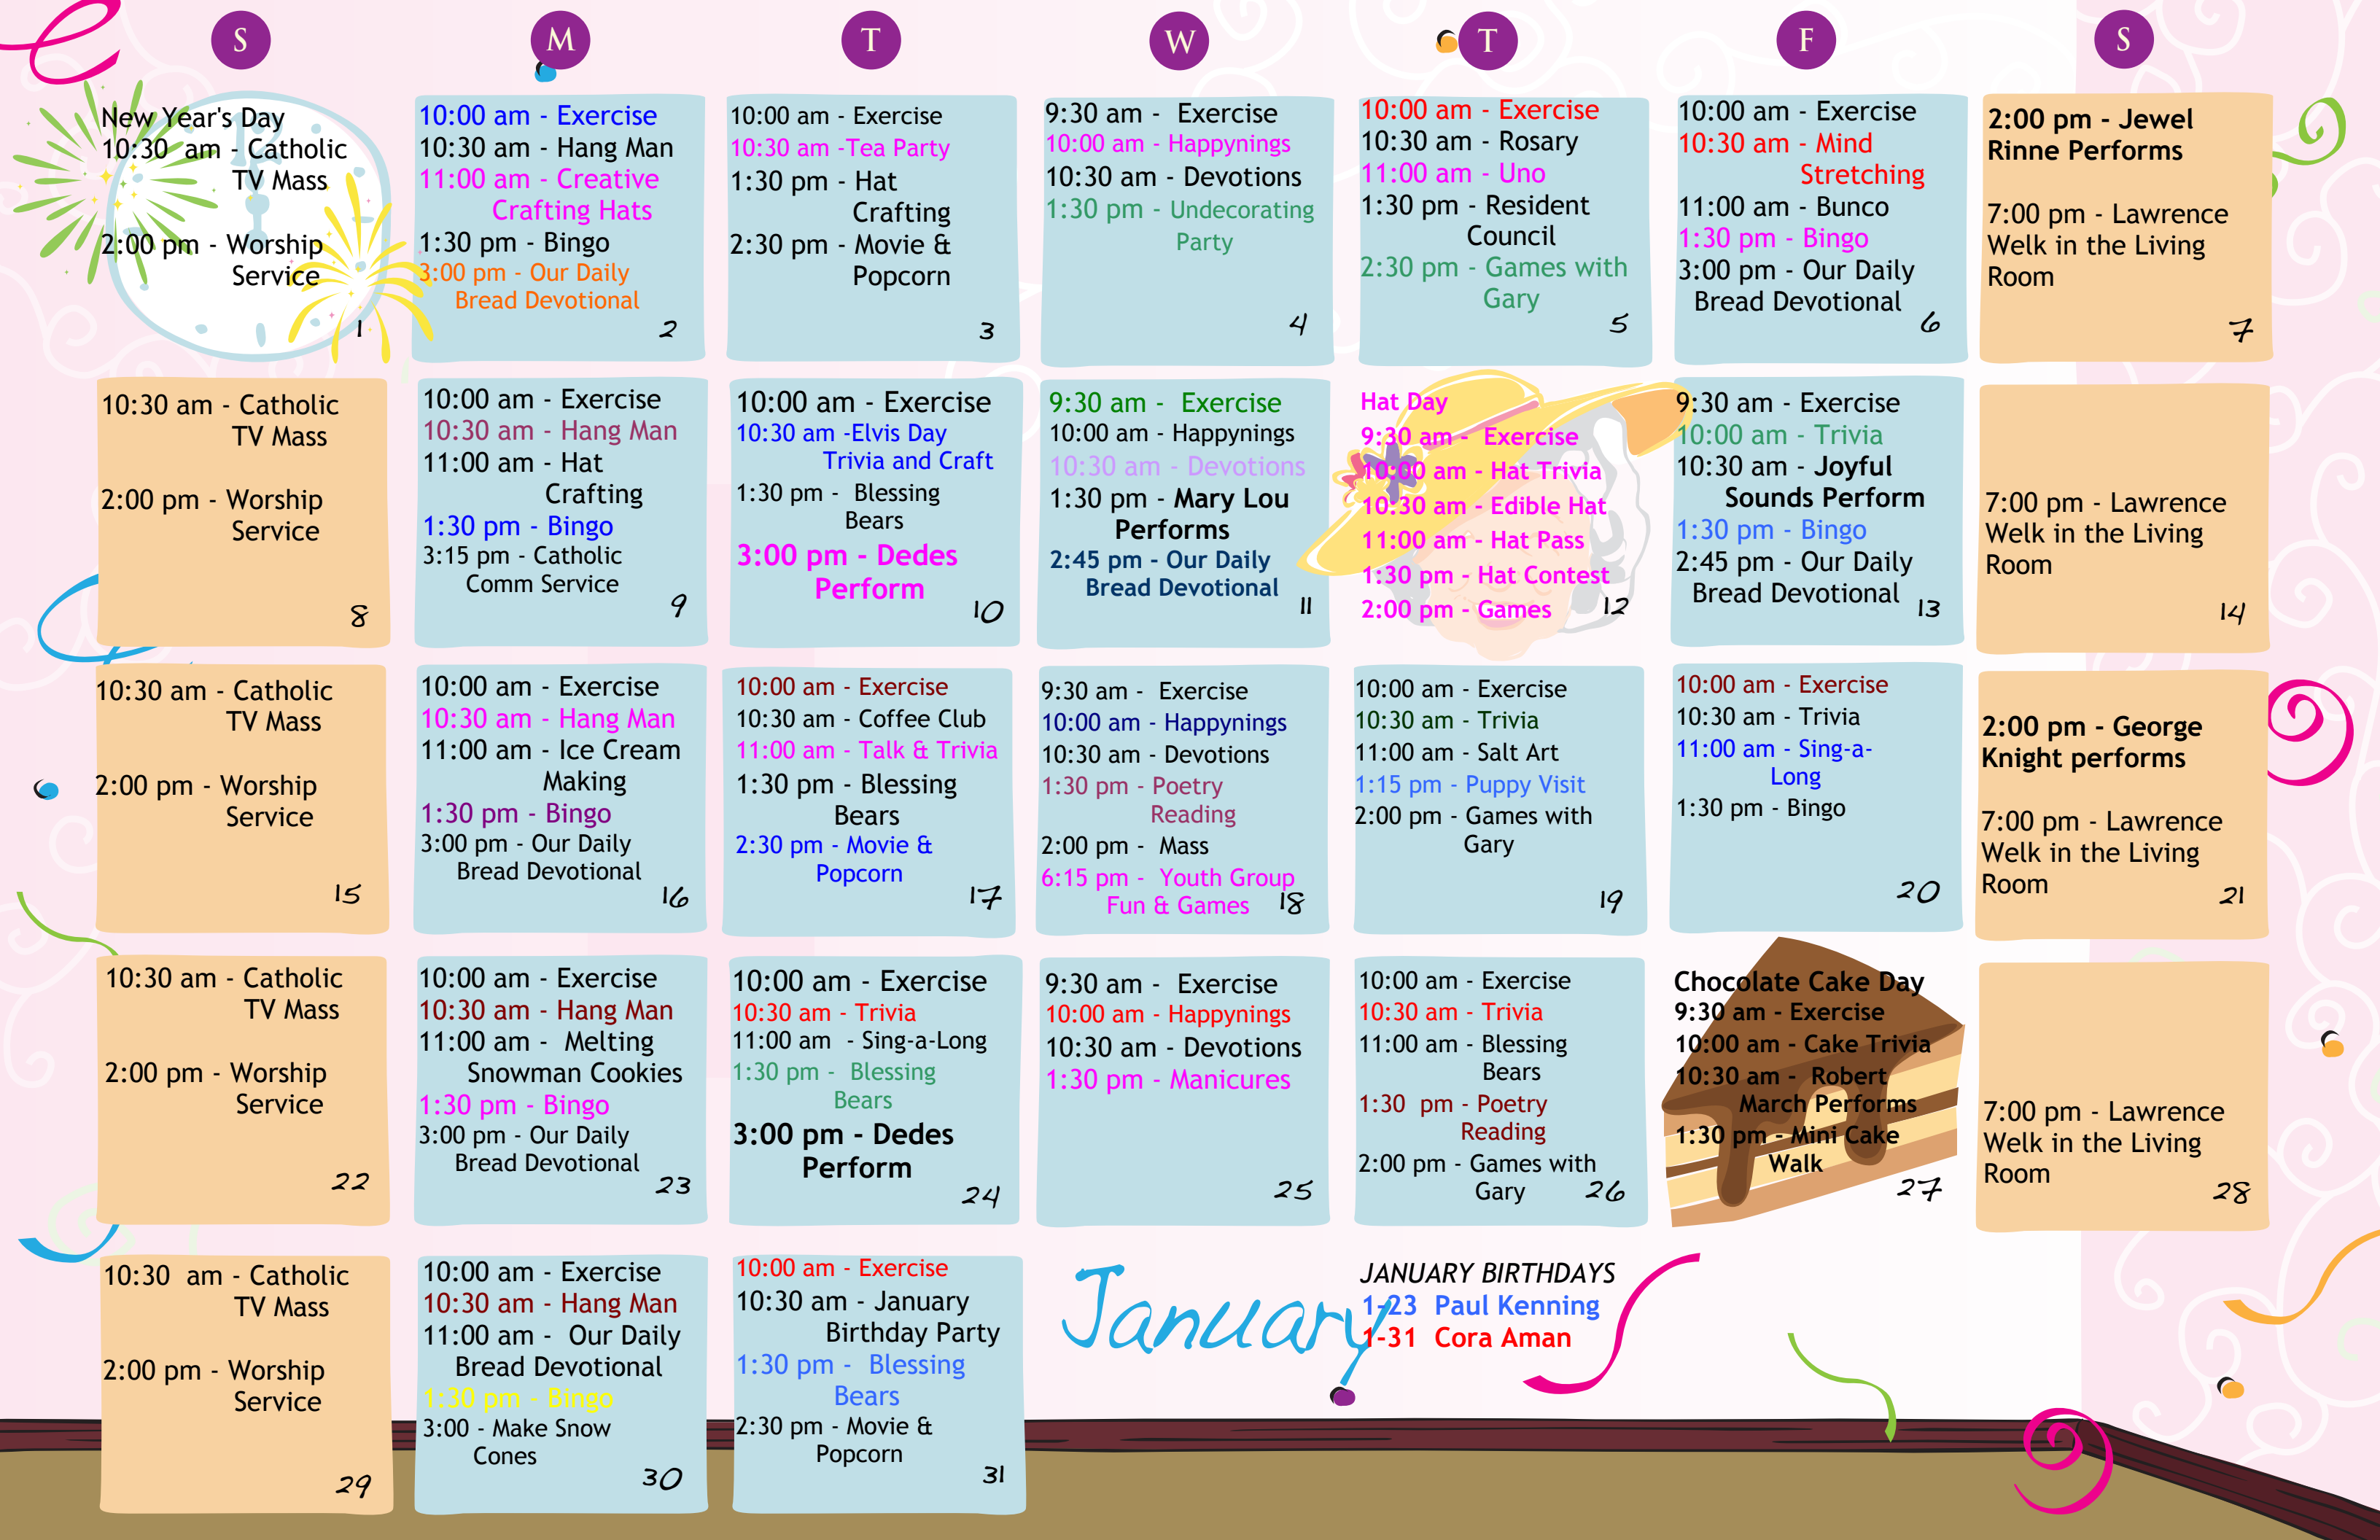 S
M
T
W
T
F
S
New Year's Day
10:30 am - Catholic
TV Mass
2:00 pm - Worship
Service
1
10:00 am - Exercise
10:30 am - Hang Man
11:00 am - Creative
Crafting Hats
1:30 pm - Bingo
3:00 pm - Our Daily
Bread Devotional
2
10:00 am - Exercise
10:30 am -Tea Party
1:30 pm - Hat
Crafting
2:30 pm - Movie &
Popcorn
3
9:30 am - Exercise
10:00 am - Happynings
10:30 am - Devotions
1:30 pm - Undecorating
Party
4
10:00 am - Exercise
10:30 am - Rosary
11:00 am - Uno
1:30 pm - Resident
Council
2:30 pm - Games with
Gary
5
10:00 am - Exercise
10:30 am - Mind
Stretching
11:00 am - Bunco
1:30 pm - Bingo
3:00 pm - Our Daily
Bread Devotional
6
2:00 pm - Jewel
Rinne Performs
7:00 pm - Lawrence
Welk in the Living
Room
7
10:30 am - Catholic
TV Mass
2:00 pm - Worship
Service
8
10:00 am - Exercise
10:30 am - Hang Man
11:00 am - Hat
Crafting
1:30 pm - Bingo
3:15 pm - Catholic
Comm Service
9
10:00 am - Exercise
10:30 am -Elvis Day
Trivia and Craft
1:30 pm - Blessing
Bears
3:00 pm - Dedes
Perform
10
9:30 am - Exercise
10:00 am - Happynings
10:30 am - Devotions
1:30 pm - Mary Lou
Performs
2:45 pm - Our Daily
Bread Devotional
11
Hat Day
9:30 am - Exercise
10:00 am - Hat Trivia
10:30 am - Edible Hat
11:00 am - Hat Pass
1:30 pm - Hat Contest
2:00 pm - Games
12
9:30 am - Exercise
10:00 am - Trivia
10:30 am - Joyful
Sounds Perform
1:30 pm - Bingo
2:45 pm - Our Daily
Bread Devotional
13
7:00 pm - Lawrence
Welk in the Living
Room
14
10:30 am - Catholic
TV Mass
2:00 pm - Worship
Service
15
10:00 am - Exercise
10:30 am - Hang Man
11:00 am - Ice Cream
Making
1:30 pm - Bingo
3:00 pm - Our Daily
Bread Devotional
16
10:00 am - Exercise
10:30 am - Coffee Club
11:00 am - Talk & Trivia
1:30 pm - Blessing
Bears
2:30 pm - Movie &
Popcorn
17
9:30 am - Exercise
10:00 am - Happynings
10:30 am - Devotions
1:30 pm - Poetry
Reading
2:00 pm - Mass
6:15 pm - Youth Group
Fun & Games
18
10:00 am - Exercise
10:30 am - Trivia
11:00 am - Salt Art
1:15 pm - Puppy Visit
2:00 pm - Games with
Gary
19
10:00 am - Exercise
10:30 am - Trivia
11:00 am - Sing-a-
Long
1:30 pm - Bingo
20
2:00 pm - George
Knight performs
7:00 pm - Lawrence
Welk in the Living
Room
21
10:30 am - Catholic
TV Mass
2:00 pm - Worship
Service
22
10:00 am - Exercise
10:30 am - Hang Man
11:00 am - Melting
Snowman Cookies
1:30 pm - Bingo
3:00 pm - Our Daily
Bread Devotional
23
10:00 am - Exercise
10:30 am - Trivia
11:00 am - Sing-a-Long
1:30 pm - Blessing
Bears
3:00 pm - Dedes
Perform
24
9:30 am - Exercise
10:00 am - Happynings
10:30 am - Devotions
1:30 pm - Manicures
25
10:00 am - Exercise
10:30 am - Trivia
11:00 am - Blessing
Bears
1:30 pm - Poetry
Reading
2:00 pm - Games with
Gary
26
Chocolate Cake Day
9:30 am - Exercise
10:00 am - Cake Trivia
10:30 am - Robert
March Performs
1:30 pm - Mini Cake
Walk
27
7:00 pm - Lawrence
Welk in the Living
Room
28
10:30 am - Catholic
TV Mass
2:00 pm - Worship
Service
29
10:00 am - Exercise
10:30 am - Hang Man
11:00 am - Our Daily
Bread Devotional
1:30 pm - Bingo
3:00 - Make Snow
Cones
30
10:00 am - Exercise
10:30 am - January
Birthday Party
1:30 pm - Blessing
Bears
2:30 pm - Movie &
Popcorn
31
January
JANUARY BIRTHDAYS
1-23 Paul Kenning
1-31 Cora Aman